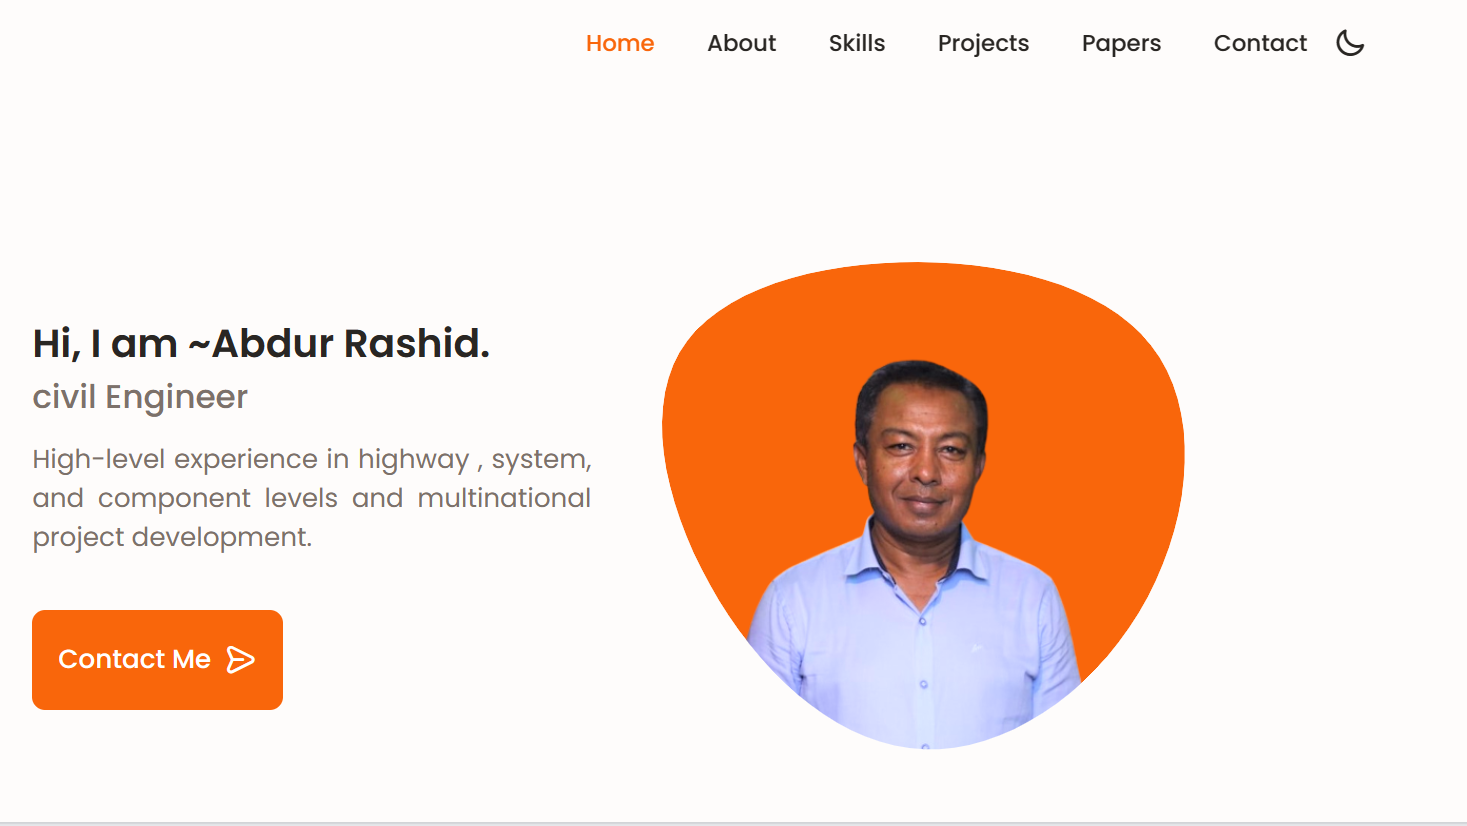 Home About Skills Projects Papers Contact
Hi, I am ~Abdur Rashid.
civil Engineer
High-level experience in highway , system,
and component levels and multinational
project development.
Contact Me